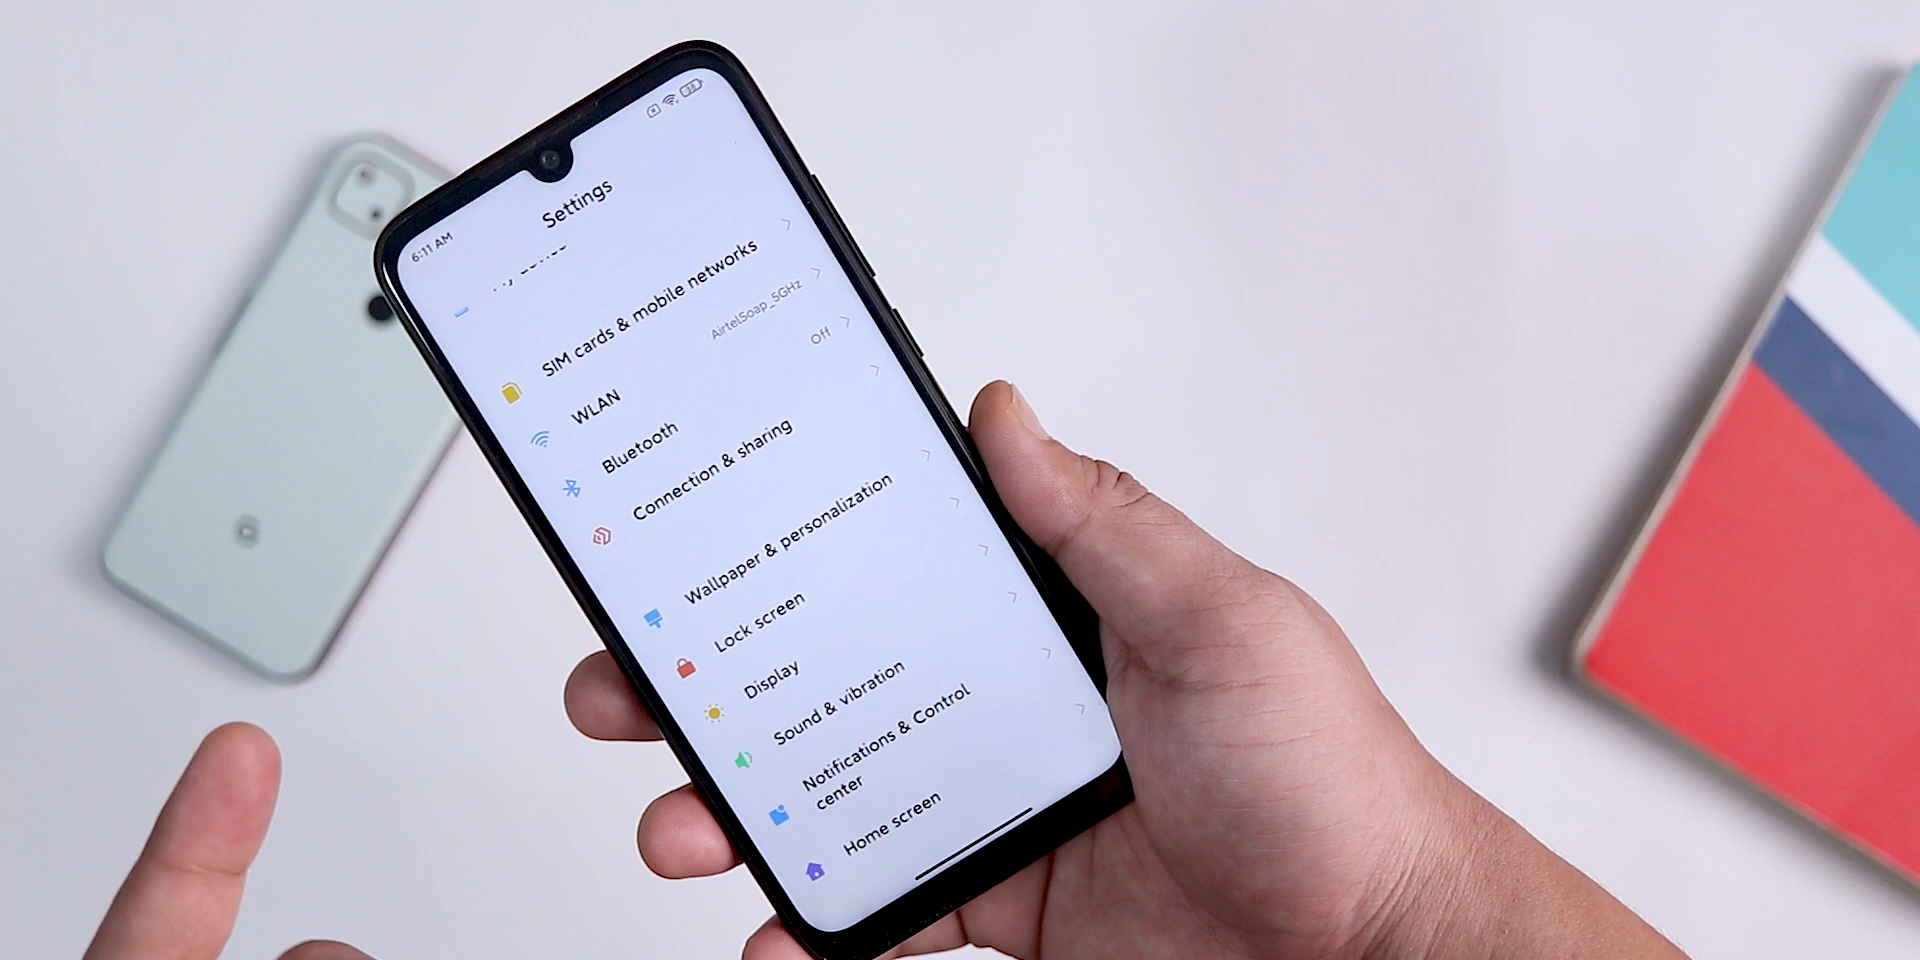 6:11 AM
Settings
SIM cards & mobile networks
WLAN AirtelSoap_5GHz
Bluetooth Off
Connection & sharing
Wallpaper & personalization
Lock screen
Display
Sound & vibration
Notifications & Control
center
Home screen